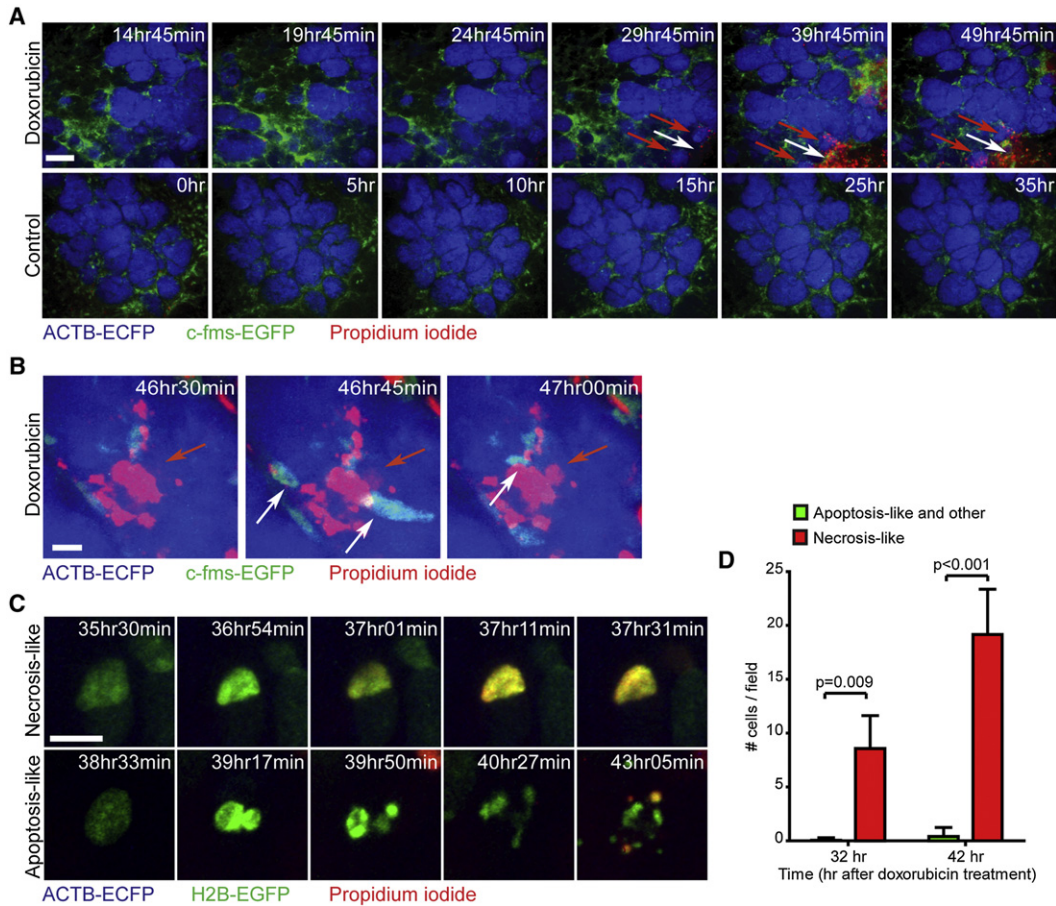 A
Doxorubicin
14hr45min 19hr45min 24hr45min 29hr45min 39hr45min 49hr45min
Control
0hr 5hr 10hr 15hr 25hr 35hr
ACTB-ECFP c-fms-EGFP Propidium iodide
B
Doxorubicin
46hr30min 46hr45min 47hr00min
ACTB-ECFP c-fms-EGFP Propidium iodide
C
Necrosis-like
35hr30min 36hr54min 37hr01min 37hr11min 37hr31min
Apoptosis-like
38hr33min 39hr17min 39hr50min 40hr27min 43hr05min
ACTB-ECFP H2B-EGFP Propidium iodide
Apoptosis-like and other
Necrosis-like
D
# cells / field
25
20
15
10
5
0
p=0.009
p<0.001
32 hr 42 hr
Time (hr after doxorubicin treatment)